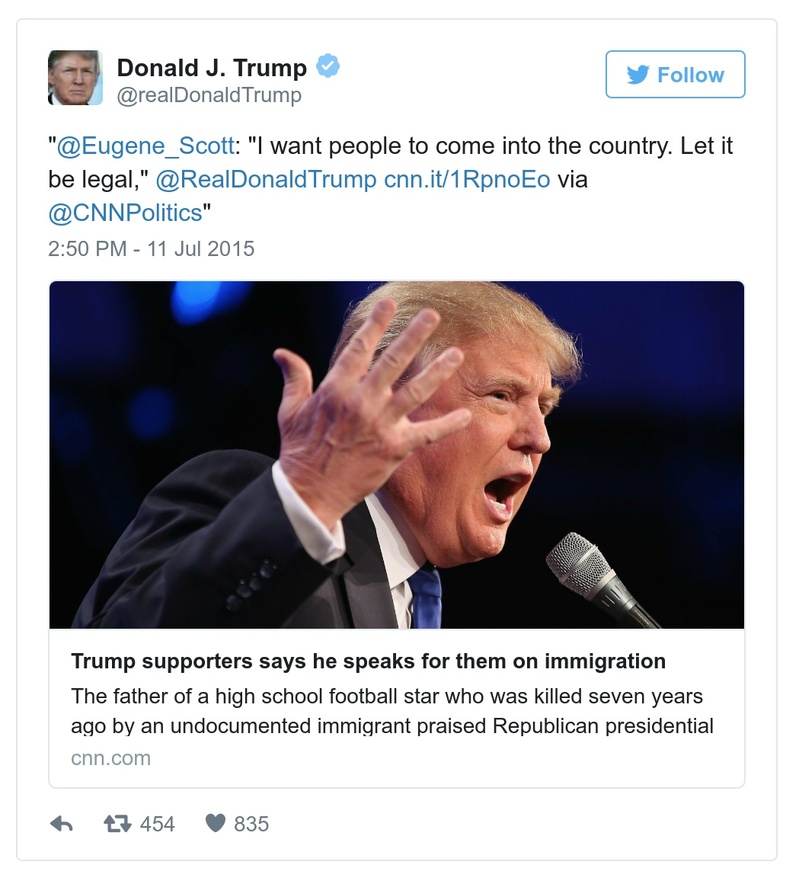 Donald J. Trump
@realDonaldTrump
Follow
"@Eugene_Scott: "I want people to come into the country. Let it
be legal," @RealDonaldTrump cnn.it/1RpnoEo via
@CNNPolitics"
2:50 PM - 11 Jul 2015
Trump supporters says he speaks for them on immigration
The father of a high school football star who was killed seven years
ago by an undocumented immigrant praised Republican presidential
cnn.com
454 835